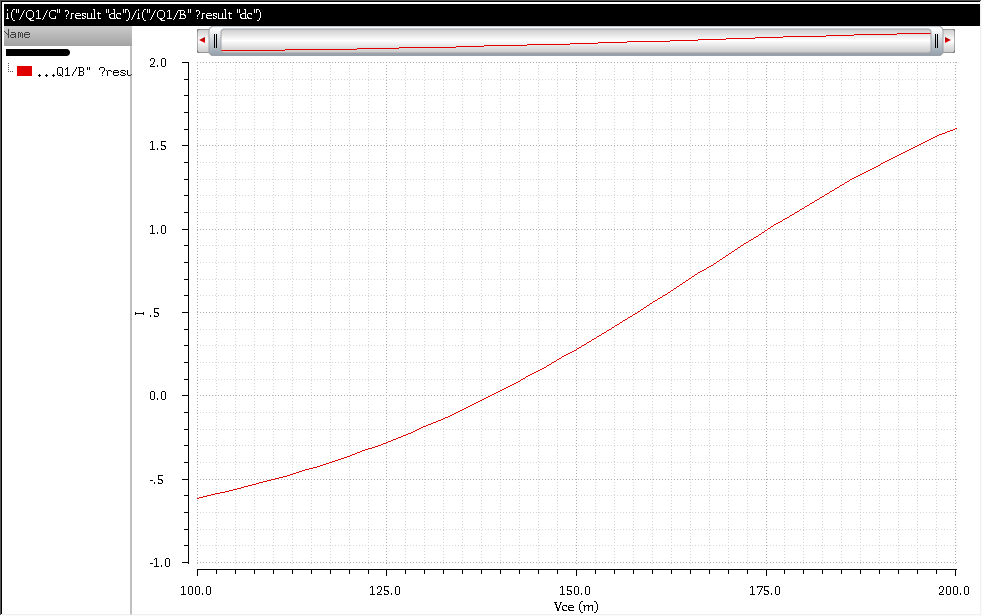 i("/Q1/C" ?result "dc")/i("/Q1/B" ?result "dc")
Name
...Q1/B" ?resu
2.0
1.5
1.0
I .5
0.0
-.5
-1.0
100.0 125.0 150.0 175.0 200.0
Vce (m)